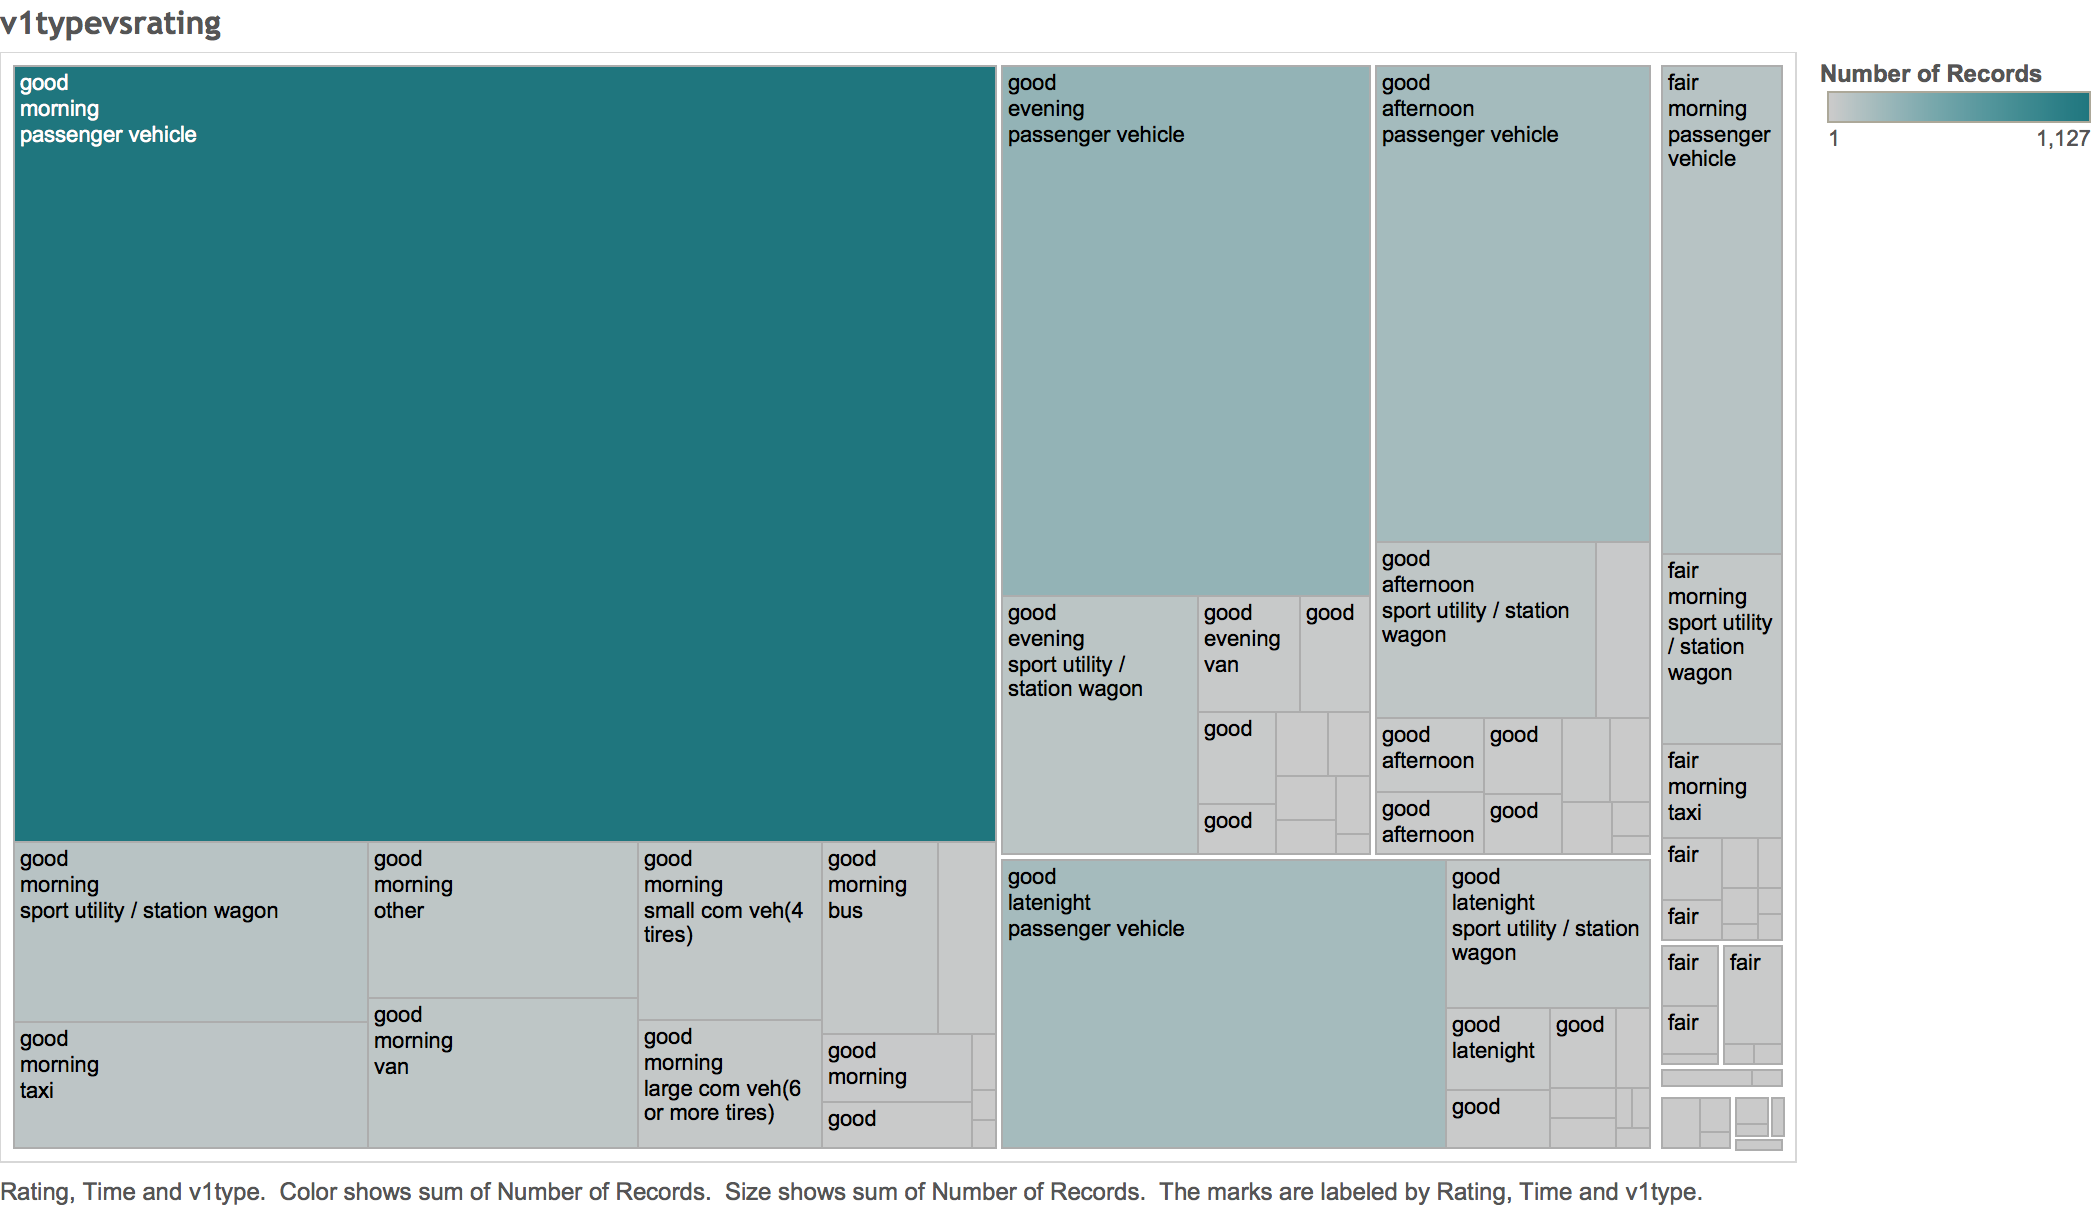 v1typevsrating
good
morning
passenger vehicle
good
morning
sport utility / station wagon
good
morning
taxi
good
morning
other
good
morning
van
good
morning
small com veh(4
tires)
good
morning
large com veh(6
or more tires)
good
morning
bus
good
morning
good
good
evening
passenger vehicle
good
evening
sport utility /
station wagon
good
evening
van
good
good
good
good
afternoon
passenger vehicle
good
afternoon
sport utility / station
wagon
good
afternoon
good
afternoon
good
good
good
latenight
passenger vehicle
good
latenight
sport utility / station
wagon
good
latenight
good
good
fair
morning
passenger
vehicle
fair
morning
sport utility
/ station
wagon
fair
morning
taxi
fair
fair
fair
fair
fair
Number of Records
1
1,127
Rating, Time and v1type.  Color shows sum of Number of Records.  Size shows sum of Number of Records.  The marks are labeled by Rating, Time and v1type.